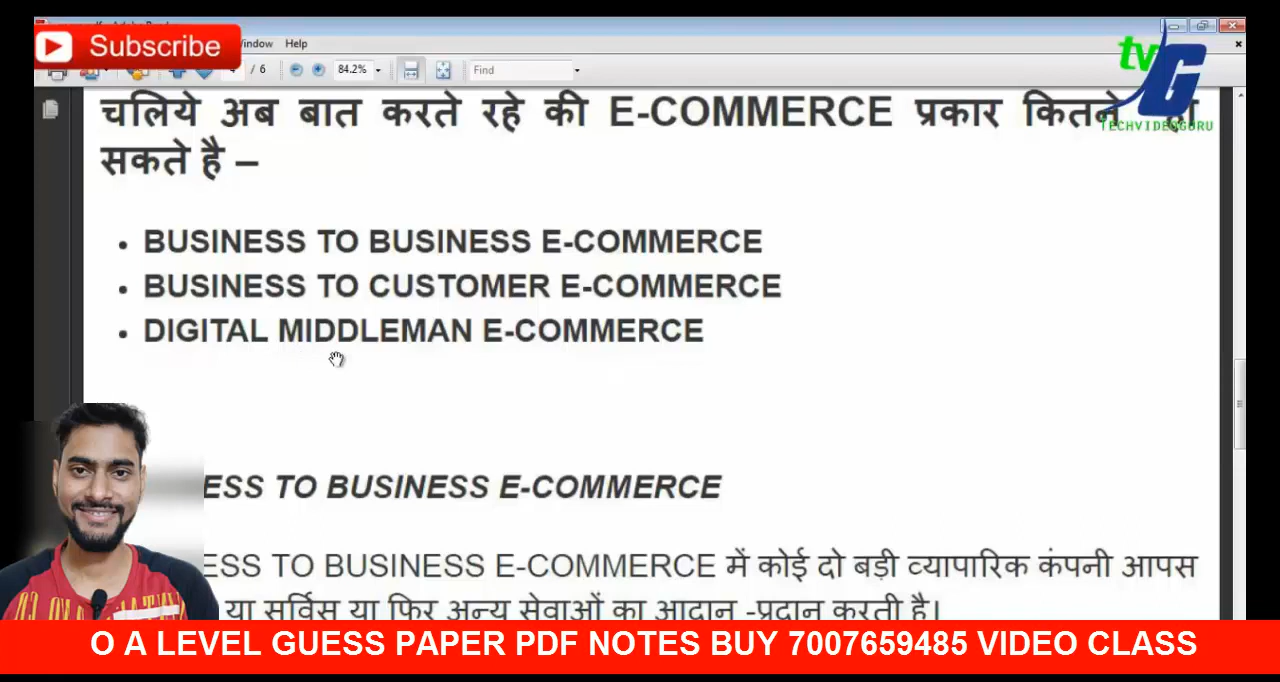 Subscribe
Window Help
/ 6 84.2% Find
tv G
TECHVIDEOGURU
चलिये अब बात करते रहे की E-COMMERCE प्रकार कितने हो
सकते है –
• BUSINESS TO BUSINESS E-COMMERCE
• BUSINESS TO CUSTOMER E-COMMERCE
• DIGITAL MIDDLEMAN E-COMMERCE
ESS TO BUSINESS E-COMMERCE
ESS TO BUSINESS E-COMMERCE में कोई दो बड़ी व्यापारिक कंपनी आपस
या सर्विस या फिर अन्य सेवाओं का आदान -प्रदान करती है।
O A LEVEL GUESS PAPER PDF NOTES BUY 7007659485 VIDEO CLASS